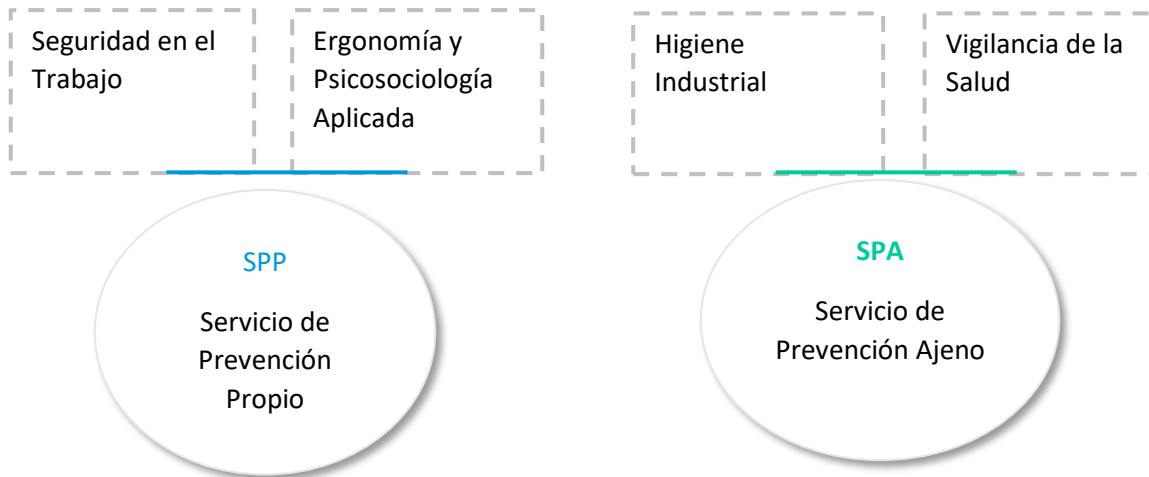 Seguridad en el
Trabajo
Ergonomía y
Psicosociología
Aplicada
Higiene
Industrial
Vigilancia de la
Salud
SPP
Servicio de
Prevención
Propio
SPA
Servicio de
Prevención Ajeno